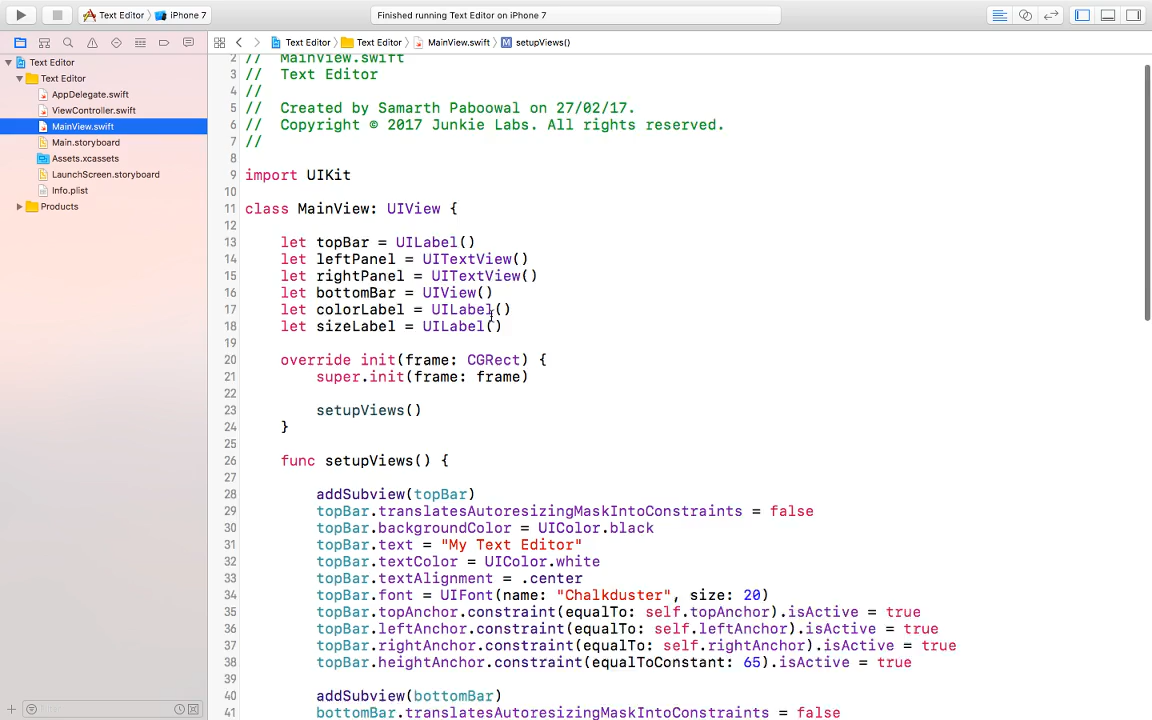 Text Editor iPhone 7
Finished running Text Editor on iPhone 7
Text Editor Text Editor MainView.swift M setupViews()
Text Editor
Text Editor
AppDelegate.swift
ViewController.swift
MainView.swift
Main.storyboard
Assets.xcassets
LaunchScreen.storyboard
Info.plist
Products
2 //  MainView.swift
3 //  Text Editor
4 //
5 //  Created by Samarth Paboowal on 27/02/17.
6 //  Copyright © 2017 Junkie Labs. All rights reserved.
7 //
8
9 import UIKit
10
11 class MainView: UIView {
12
13     let topBar = UILabel()
14     let leftPanel = UITextView()
15     let rightPanel = UITextView()
16     let bottomBar = UIView()
17     let colorLabel = UILabel()
18     let sizeLabel = UILabel()
19
20     override init(frame: CGRect) {
21         super.init(frame: frame)
22
23         setupViews()
24     }
25
26     func setupViews() {
27
28         addSubview(topBar)
29         topBar.translatesAutoresizingMaskIntoConstraints = false
30         topBar.backgroundColor = UIColor.black
31         topBar.text = "My Text Editor"
32         topBar.textColor = UIColor.white
33         topBar.textAlignment = .center
34         topBar.font = UIFont(name: "Chalkduster", size: 20)
35         topBar.topAnchor.constraint(equalTo: self.topAnchor).isActive = true
36         topBar.leftAnchor.constraint(equalTo: self.leftAnchor).isActive = true
37         topBar.rightAnchor.constraint(equalTo: self.rightAnchor).isActive = true
38         topBar.heightAnchor.constraint(equalToConstant: 65).isActive = true
39
40         addSubview(bottomBar)
41         bottomBar.translatesAutoresizingMaskIntoConstraints = false
Filter